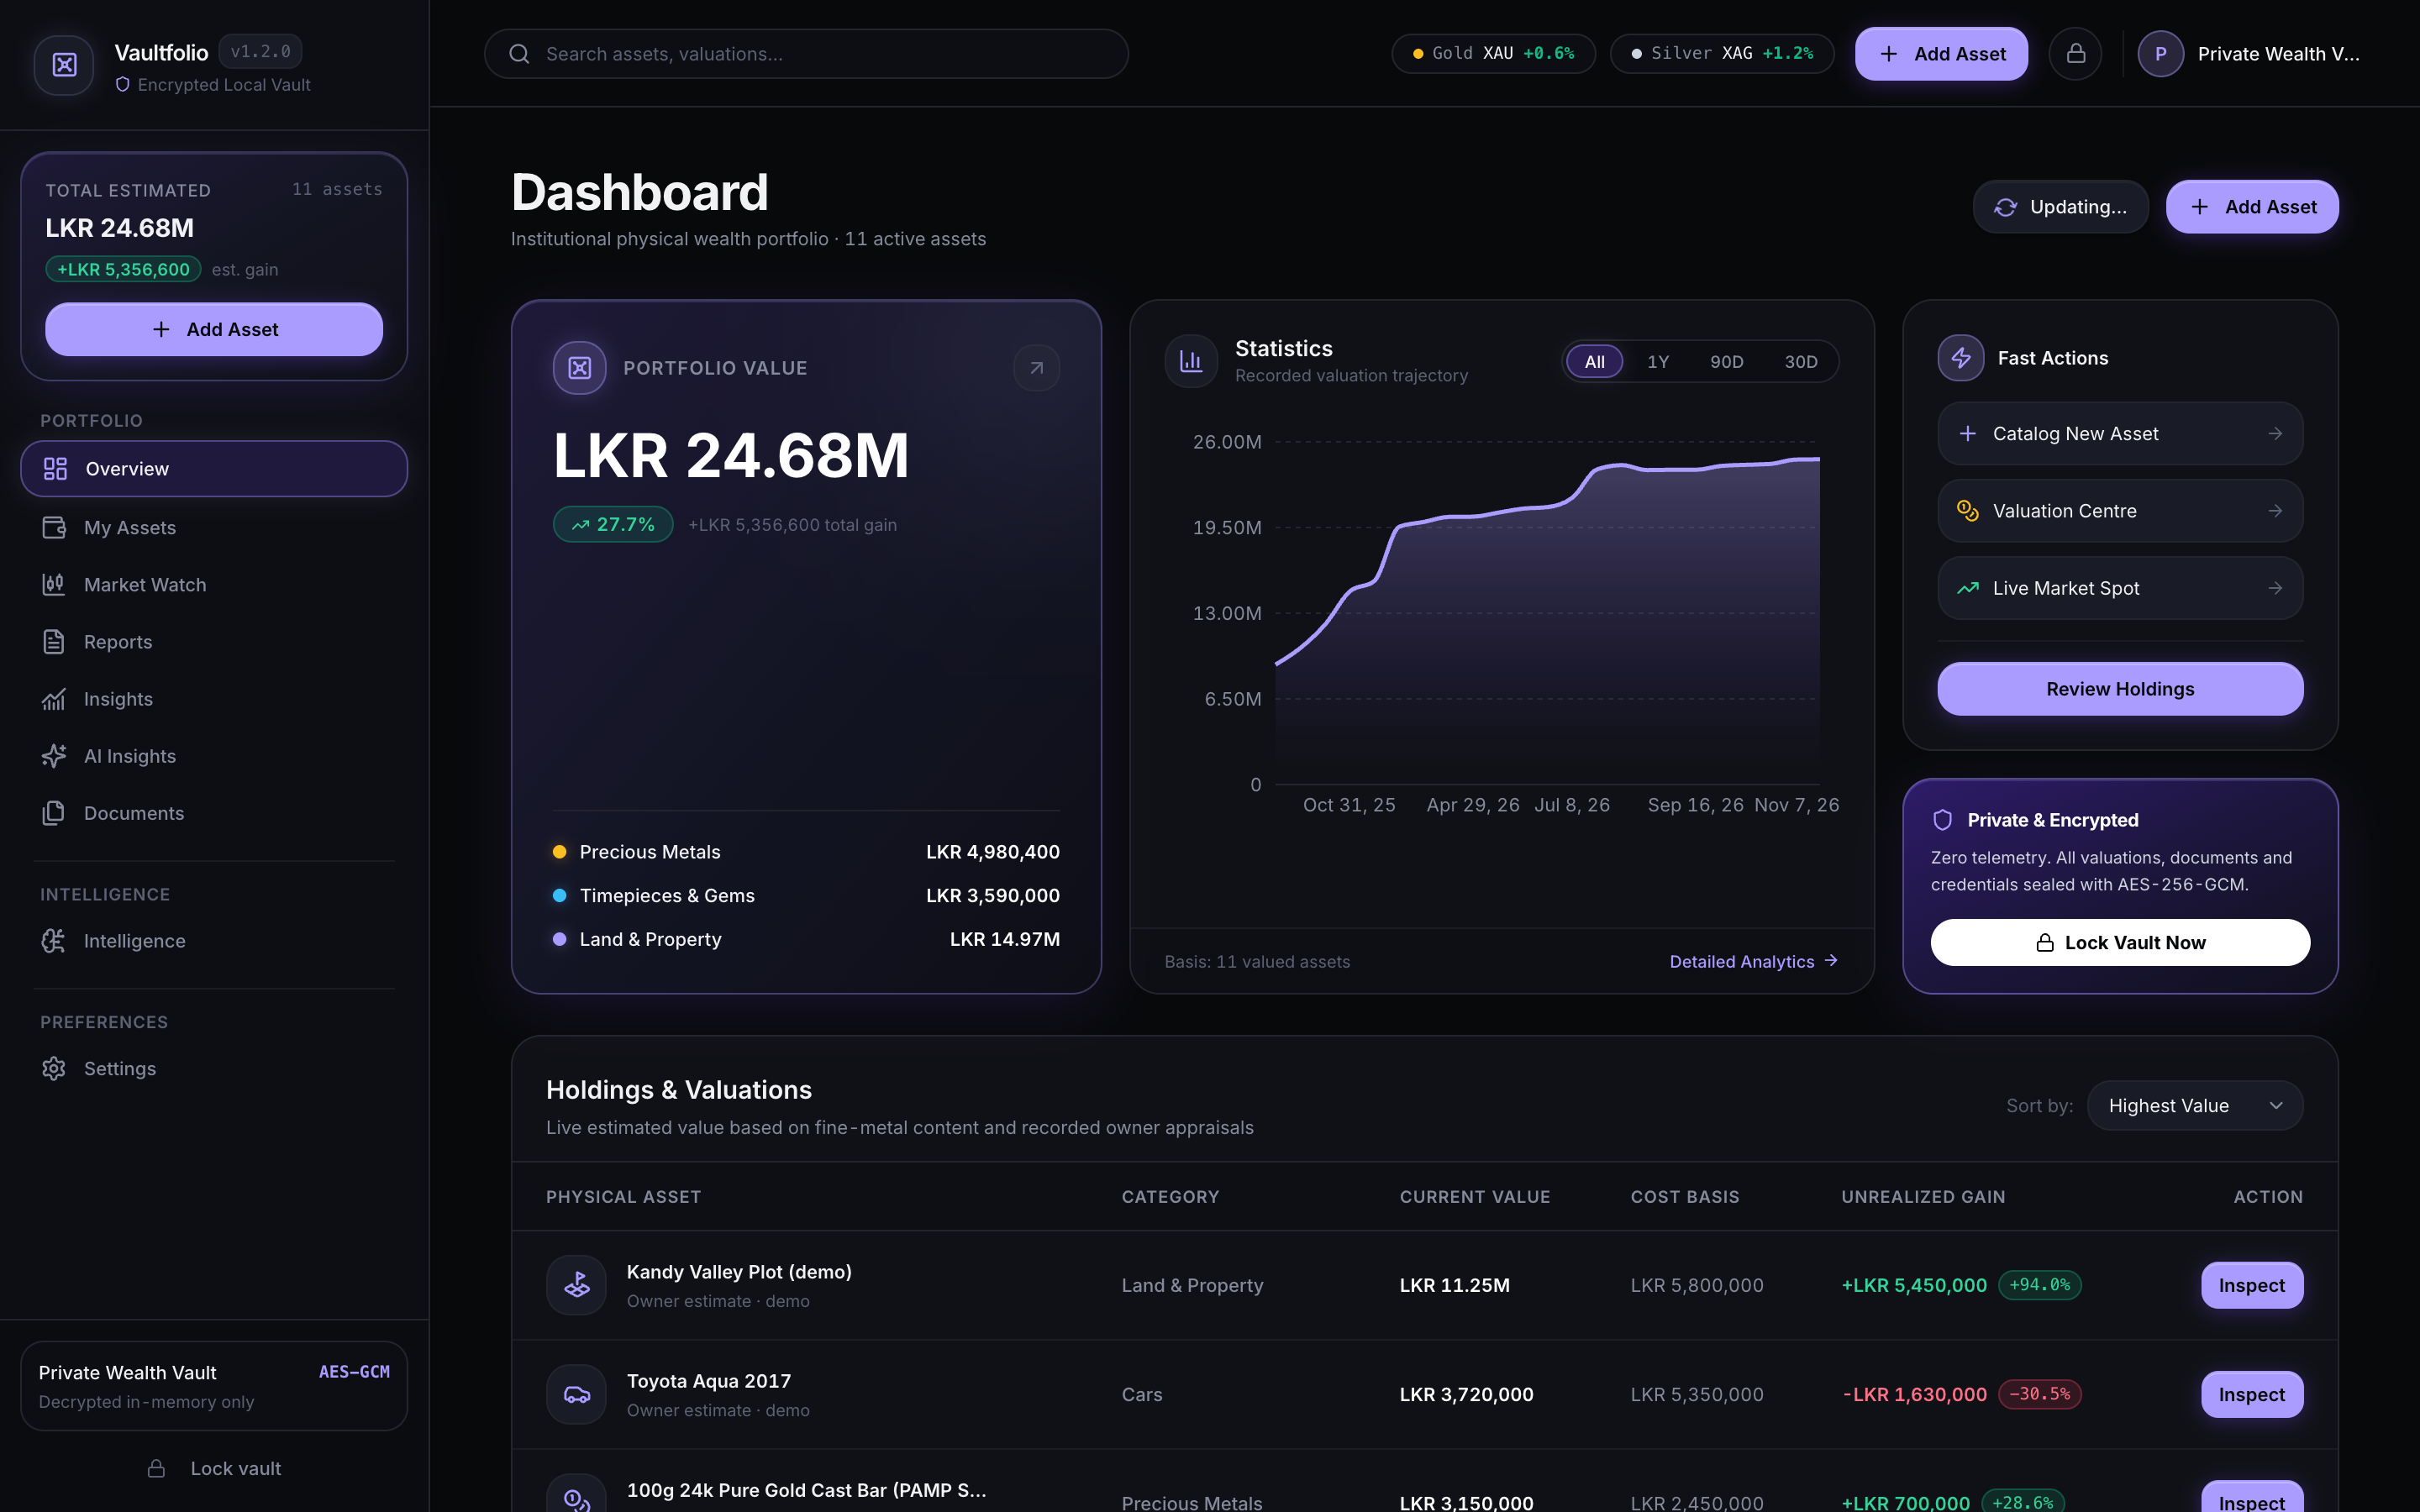 Vaultfolio v1.2.0
Encrypted Local Vault
TOTAL ESTIMATED 11 assets
LKR 24.68M
+LKR 5,356,600 est. gain
Add Asset
PORTFOLIO
Overview
My Assets
Market Watch
Reports
Insights
AI Insights
Documents
INTELLIGENCE
Intelligence
PREFERENCES
Settings
Private Wealth Vault AES-GCM
Decrypted in-memory only
Lock vault
Search assets, valuations...
Gold XAU +0.6%
Silver XAG +1.2%
Add Asset
P
Private Wealth V...
Dashboard
Institutional physical wealth portfolio · 11 active assets
Updating...
Add Asset
PORTFOLIO VALUE
LKR 24.68M
27.7% +LKR 5,356,600 total gain
Precious Metals LKR 4,980,400
Timepieces & Gems LKR 3,590,000
Land & Property LKR 14.97M
Statistics
Recorded valuation trajectory
All 1Y 90D 30D
26.00M
19.50M
13.00M
6.50M
0
Oct 31, 25 Apr 29, 26 Jul 8, 26 Sep 16, 26 Nov 7, 26
Basis: 11 valued assets Detailed Analytics
Fast Actions
Catalog New Asset
Valuation Centre
Live Market Spot
Review Holdings
Private & Encrypted
Zero telemetry. All valuations, documents and
credentials sealed with AES-256-GCM.
Lock Vault Now
Holdings & Valuations
Live estimated value based on fine-metal content and recorded owner appraisals
Sort by: Highest Value
PHYSICAL ASSET CATEGORY CURRENT VALUE COST BASIS UNREALIZED GAIN ACTION
Kandy Valley Plot (demo)
Owner estimate · demo
Land & Property LKR 11.25M LKR 5,800,000 +LKR 5,450,000 +94.0% Inspect
Toyota Aqua 2017
Owner estimate · demo
Cars LKR 3,720,000 LKR 5,350,000 -LKR 1,630,000 −30.5% Inspect
100g 24k Pure Gold Cast Bar (PAMP S...
Precious Metals LKR 3,150,000 LKR 2,450,000 +LKR 700,000 +28.6% Inspect